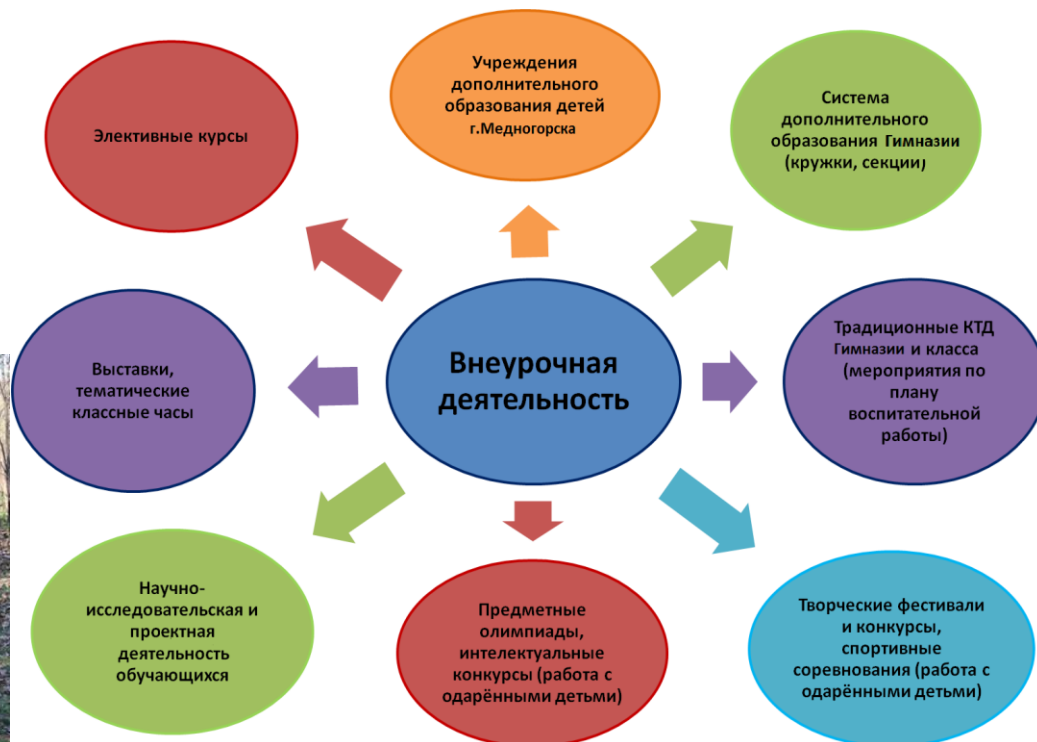 Элективные курсы
Учреждения
дополнительного
образования детей
г.Медногорска
Система
дополнительного
образования Гимназии
(кружки, секции)
Выставки,
тематические
классные часы
Внеурочная
деятельность
Традиционные КТД
Гимназии и класса
(мероприятия по
плану
воспитательной
работы)
Научно-
исследовательская и
проектная
деятельность
обучающихся
Предметные
олимпиады,
интелектуальные
конкурсы (работа с
одарёнными детьми)
Творческие фестивали
и конкурсы,
спортивные
соревнования (работа с
одарёнными детьми)